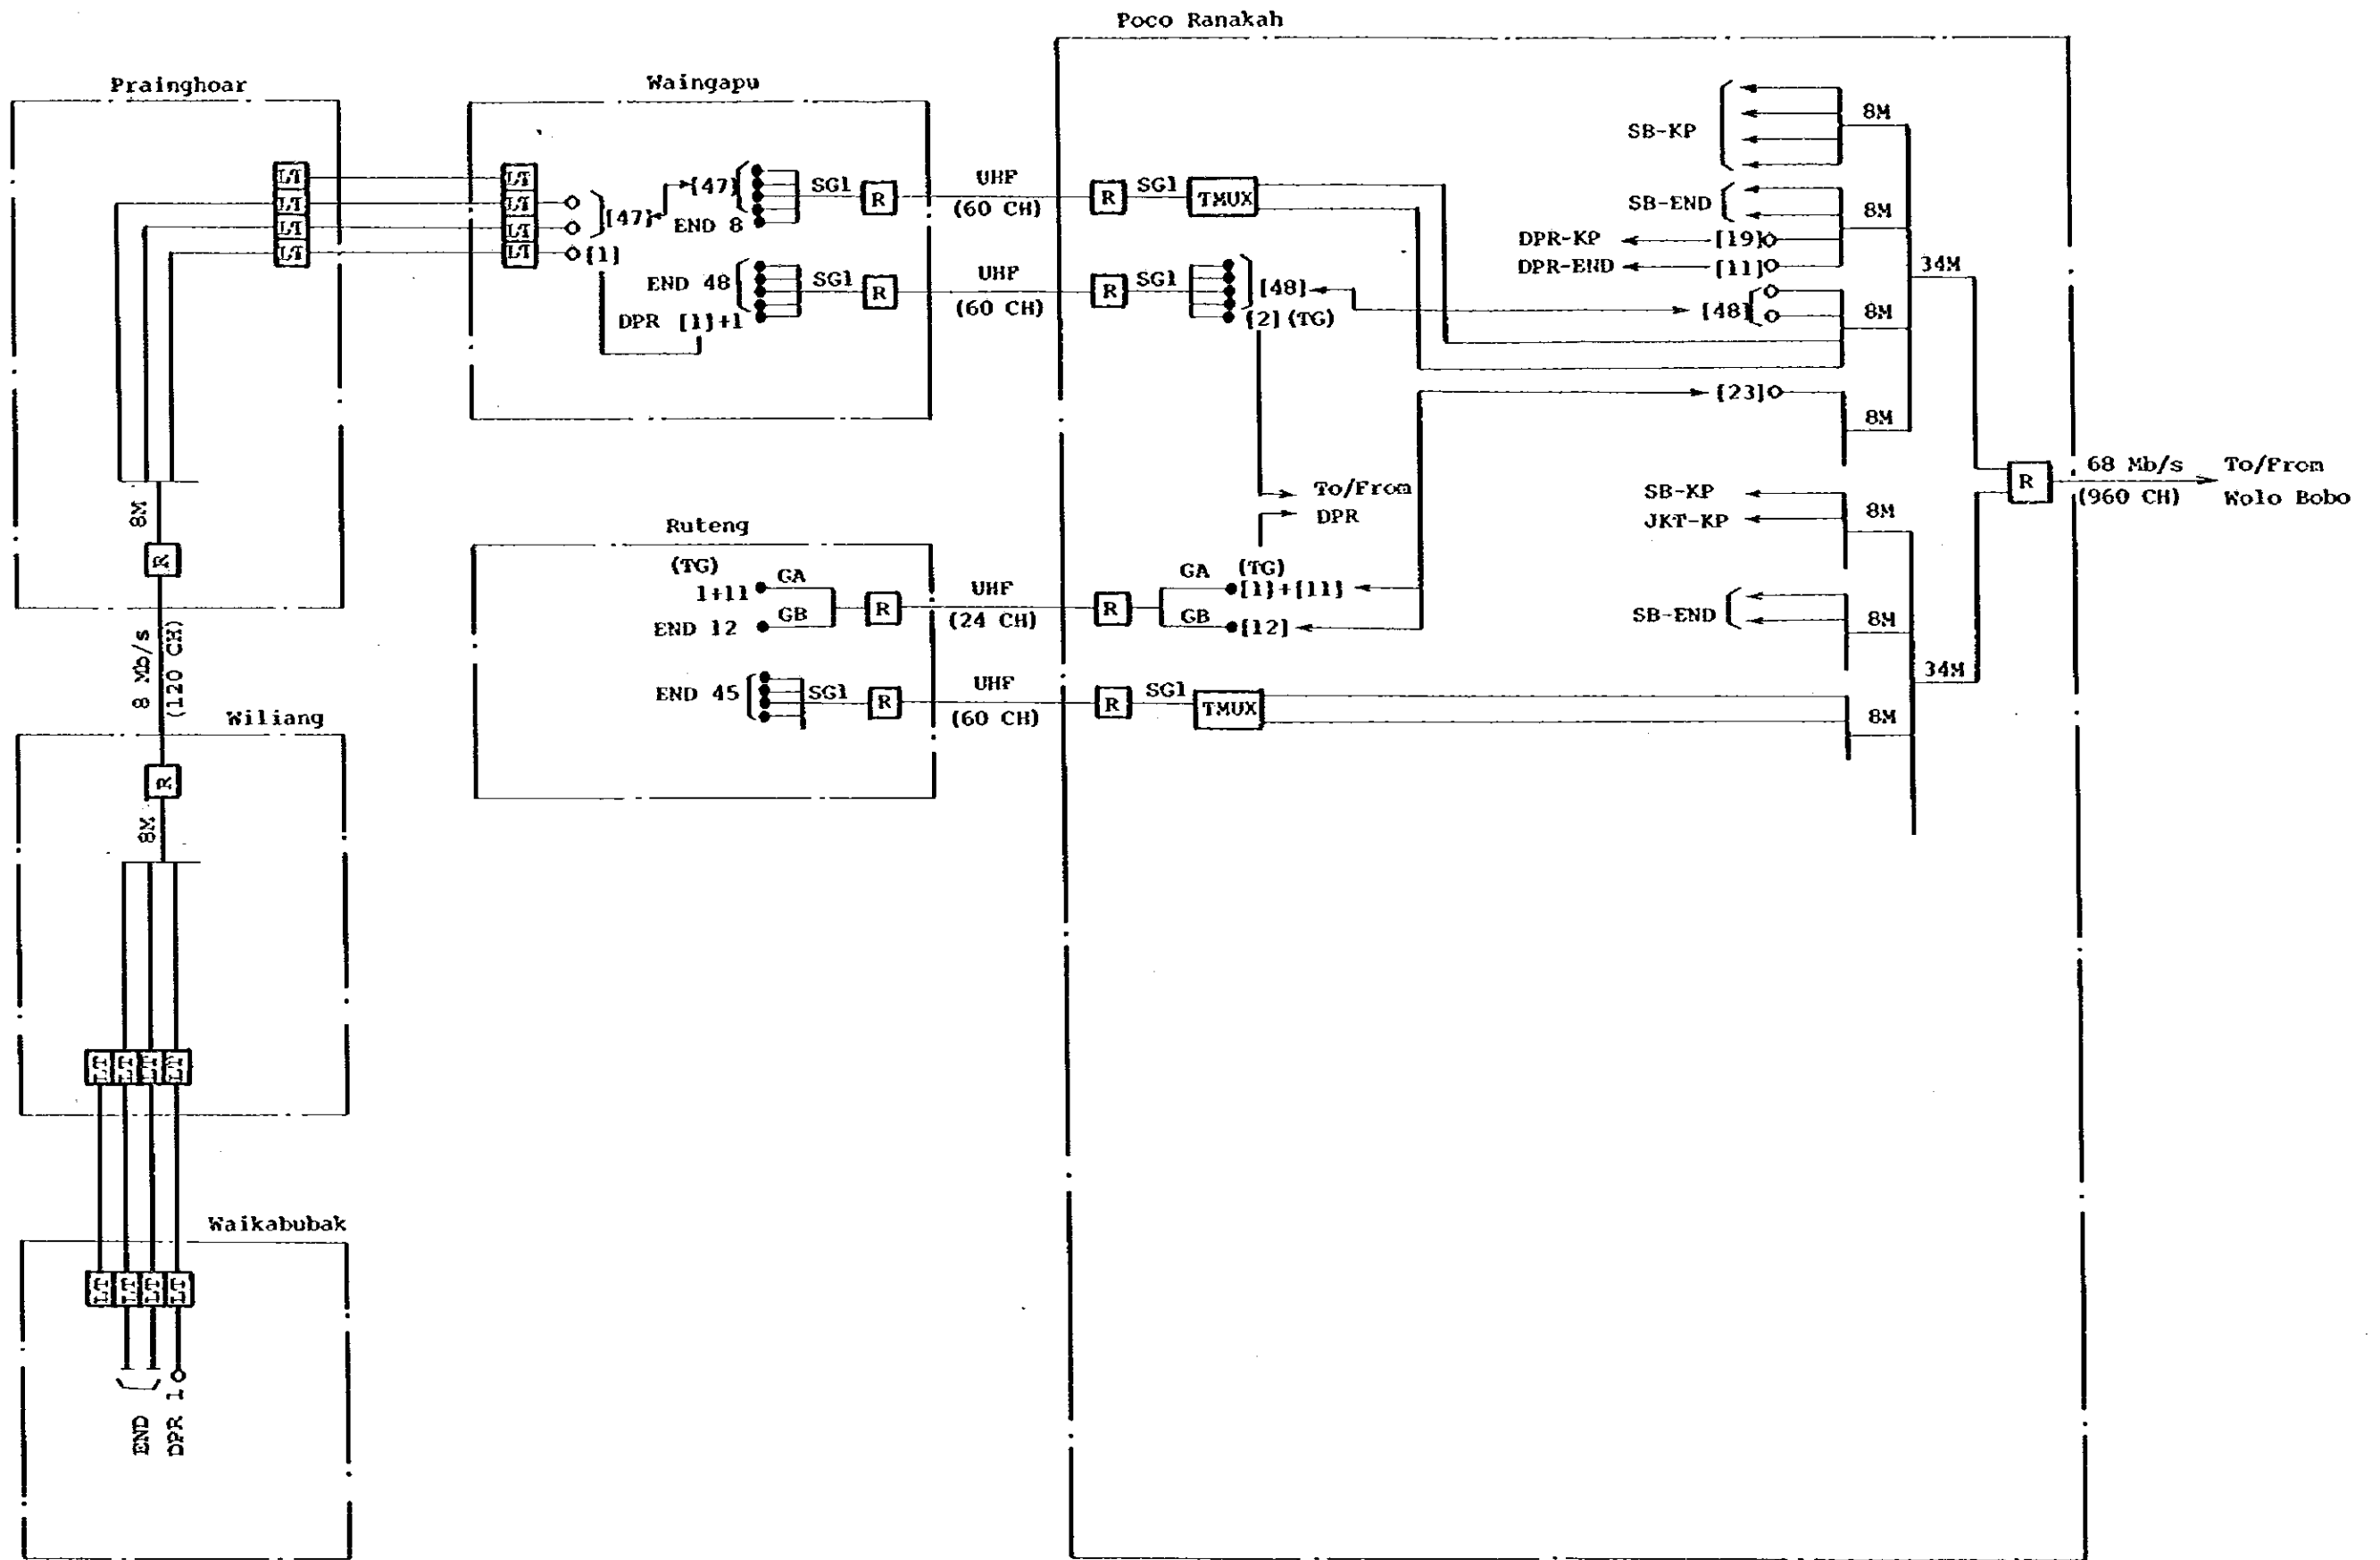 Poco Ranakah
Prainghoar
Waingapu
LT
LT
LT
LT
8M
R
8 Mb/s
(120 CH)
LT
LT
LT
LT
[47]
[1]
[47]
END 8
SG1
R
UHF
(60 CH)
R
SG1
TMUX
END 48
DPR [1]+1
SG1
R
UHF
(60 CH)
R
SG1
[48]
[2](TG)
To/From
DPR
SB-KP
8M
SB-END
8M
DPR-KP
[19]
DPR-END
[11]
34M
[48]
8M
[23]
8M
SB-KP
JKT-KP
8M
SB-END
8M
34M
8M
R
68 Mb/s
(960 CH)
To/From
Wolo Bobo
Ruteng
(TG)
1+11
GA
END 12
GB
R
UHF
(24 CH)
R
GA
(TG)
[1]+[11]
GB
[12]
END 45
SG1
R
UHF
(60 CH)
R
SG1
TMUX
Wiliang
R
8M
LT
LT
LT
LT
Waikabubak
LT
LT
LT
LT
END
DPR 1